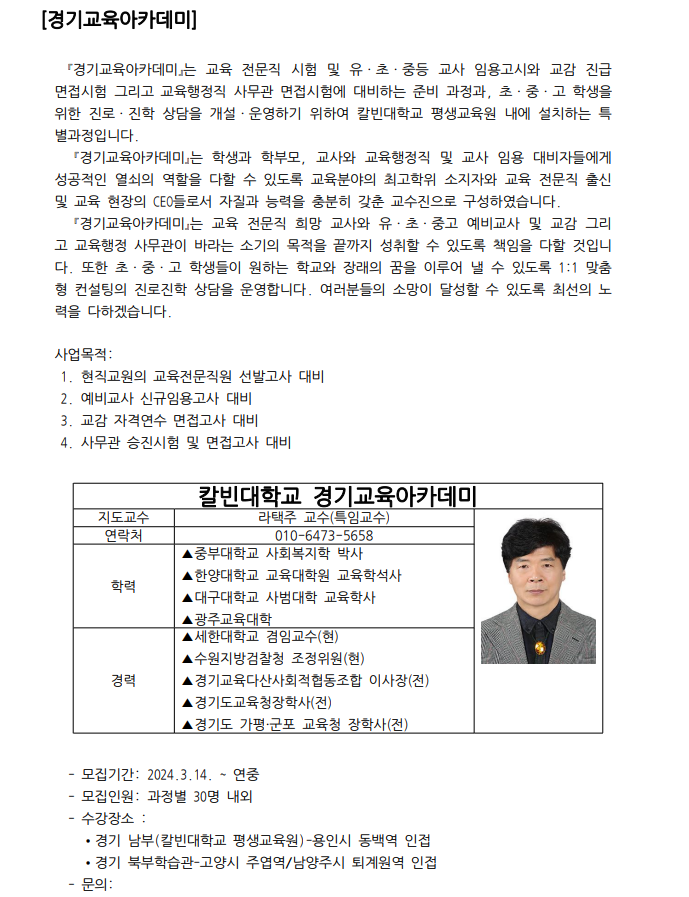 [경기교육아카데미]
『경기교육아카데미』는 교육 전문직 시험 및 유·초·중등 교사 임용고시와 교감 진급
면접시험 그리고 교육행정직 사무관 면접시험에 대비하는 준비 과정과, 초·중·고 학생을
위한 진로·진학 상담을 개설·운영하기 위하여 칼빈대학교 평생교육원 내에 설치하는 특
별과정입니다.
『경기교육아카데미』는 학생과 학부모, 교사와 교육행정직 및 교사 임용 대비자들에게
성공적인 열쇠의 역할을 다할 수 있도록 교육분야의 최고학위 소지자와 교육 전문직 출신
및 교육 현장의 CEO들로서 자질과 능력을 충분히 갖춘 교수진으로 구성하였습니다.
『경기교육아카데미』는 교육 전문직 희망 교사와 유·초·중고 예비교사 및 교감 그리
고 교육행정 사무관이 바라는 소기의 목적을 끝까지 성취할 수 있도록 책임을 다할 것입니
다. 또한 초·중·고 학생들이 원하는 학교와 장래의 꿈을 이루어 낼 수 있도록 1:1 맞춤
형 컨설팅의 진로진학 상담을 운영합니다. 여러분들의 소망이 달성할 수 있도록 최선의 노
력을 다하겠습니다.
사업목적:
1. 현직교원의 교육전문직원 선발고사 대비
2. 예비교사 신규임용고사 대비
3. 교감 자격연수 면접고사 대비
4. 사무관 승진시험 및 면접고사 대비
칼빈대학교 경기교육아카데미
지도교수 라택주 교수(특임교수)
연락처 010-6473-5658
학력
▲중부대학교 사회복지학 박사
▲한양대학교 교육대학원 교육학석사
▲대구대학교 사범대학 교육학사
▲광주교육대학
경력
▲세한대학교 겸임교수(현)
▲수원지방검찰청 조정위원(현)
▲경기교육다산사회적협동조합 이사장(전)
▲경기도교육청장학사(전)
▲경기도 가평·군포 교육청 장학사(전)
- 모집기간: 2024.3.14. ~ 연중
- 모집인원: 과정별 30명 내외
- 수강장소 :
• 경기 남부(칼빈대학교 평생교육원)-용인시 동백역 인접
• 경기 북부학습관-고양시 주엽역/남양주시 퇴계원역 인접
- 문의: